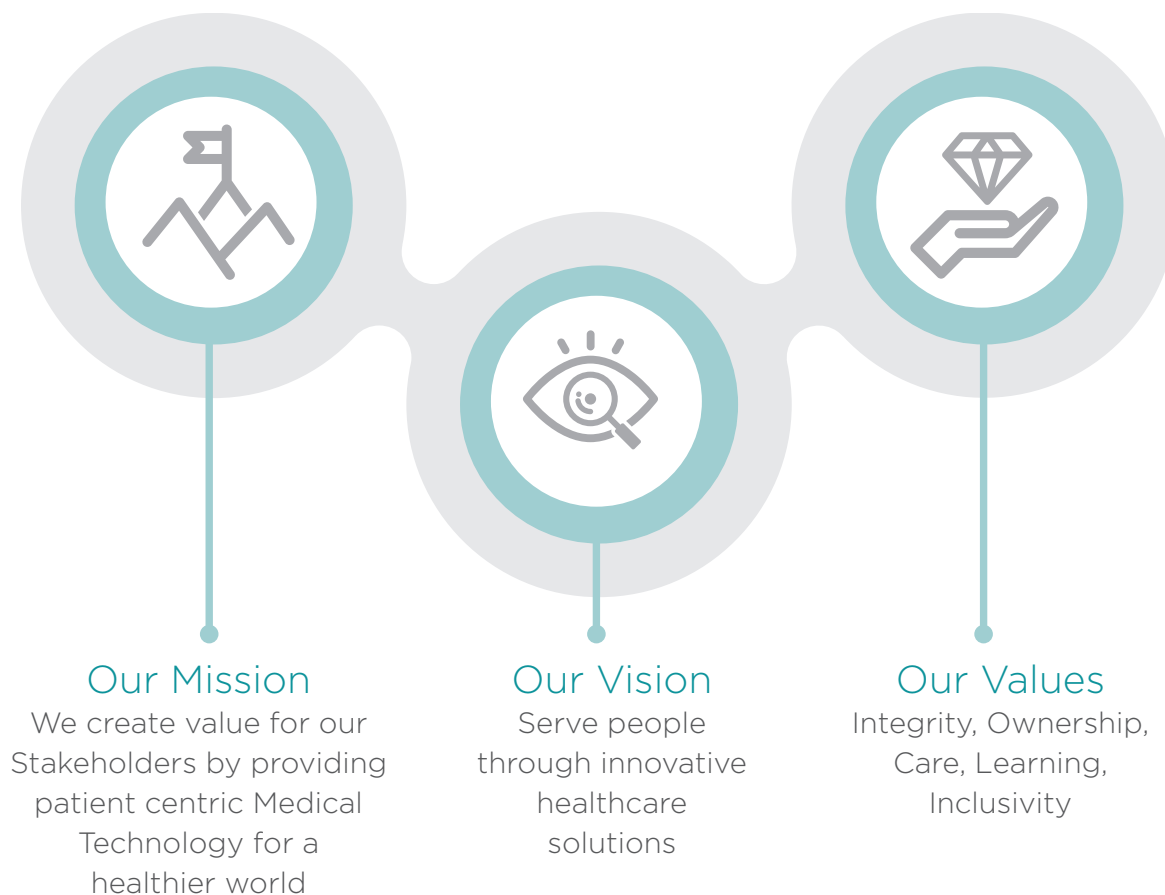 Our Mission
We create value for our
Stakeholders by providing
patient centric Medical
Technology for a
healthier world
Our Vision
Serve people
through innovative
healthcare
solutions
Our Values
Integrity, Ownership,
Care, Learning,
Inclusivity